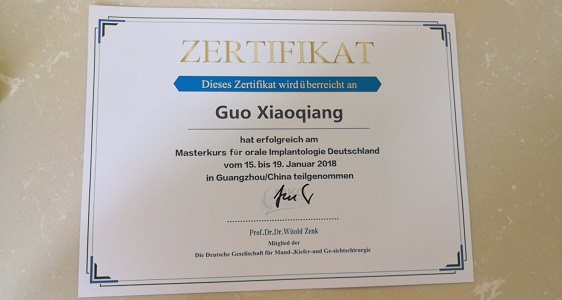 ZERTIFIKAT
Dieses Zertifikat wird überreicht an
Guo Xiaoqiang
hat erfolgreich am
Masterkurs für orale Implantologie Deutschland
vom 15. bis 19. Januar 2018
in Guangzhou/China teilgenommen
Prof.Dr.Dr.Witold Zenk
Mitglied der
Die Deutsche Gesellschaft für Mund-,Kiefer-und Ge-sichtschirurgie